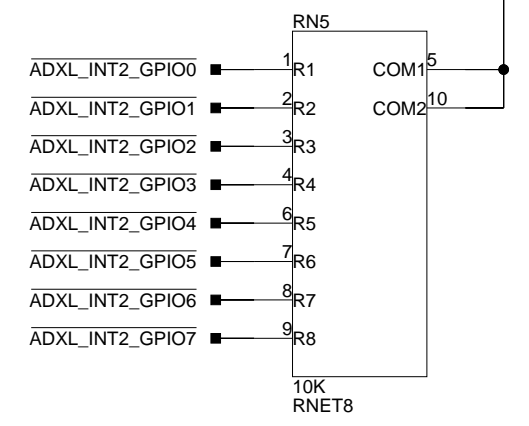 RN5
ADXL_INT2_GPIO0 1 R1 COM1 5
ADXL_INT2_GPIO1 2 R2 COM2 10
ADXL_INT2_GPIO2 3 R3
ADXL_INT2_GPIO3 4 R4
ADXL_INT2_GPIO4 6 R5
ADXL_INT2_GPIO5 7 R6
ADXL_INT2_GPIO6 8 R7
ADXL_INT2_GPIO7 9 R8
10K
RNET8